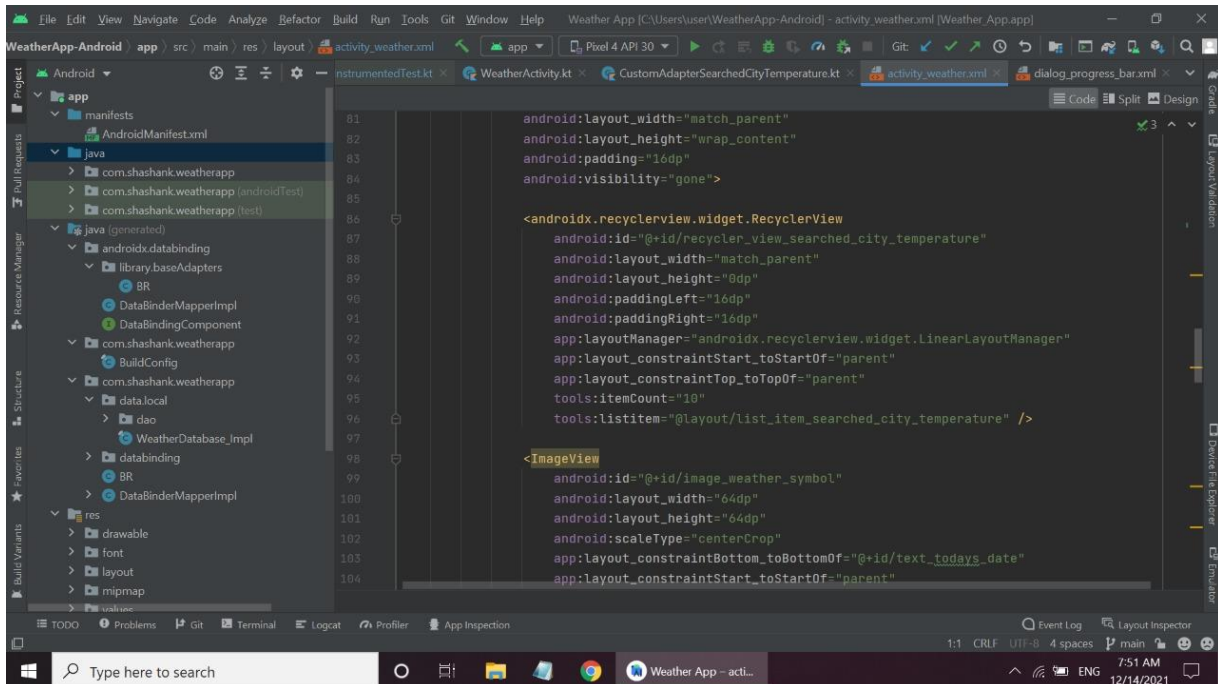 File Edit View Navigate Code Analyze Refactor Build Run Tools Git Window Help Weather App [C:\Users\user\WeatherApp-Android] - activity_weather.xml [Weather_App.app]
WeatherApp-Android app src main res layout activity_weather.xml app Pixel 4 API 30 Git:
Android
nstrumentedTest.kt WeatherActivity.kt CustomAdapterSearchedCityTemperature.kt activity_weather.xml dialog_progress_bar.xml
Code Split Design
Project
Pull Requests
Resource Manager
Structure
Favorites
Build Variants
app
manifests
AndroidManifest.xml
java
com.shashank.weatherapp
com.shashank.weatherapp (androidTest)
com.shashank.weatherapp (test)
java (generated)
androidx.databinding
library.baseAdapters
BR
DataBinderMapperImpl
DataBindingComponent
com.shashank.weatherapp
BuildConfig
com.shashank.weatherapp
data.local
dao
WeatherDatabase_Impl
databinding
BR
DataBinderMapperImpl
res
drawable
font
layout
mipmap
values
3
81 android:layout_width="match_parent"
82 android:layout_height="wrap_content"
83 android:padding="16dp"
84 android:visibility="gone">
85
86 <androidx.recyclerview.widget.RecyclerView
87 android:id="@+id/recycler_view_searched_city_temperature"
88 android:layout_width="match_parent"
89 android:layout_height="0dp"
90 android:paddingLeft="16dp"
91 android:paddingRight="16dp"
92 app:layoutManager="androidx.recyclerview.widget.LinearLayoutManager"
93 app:layout_constraintStart_toStartOf="parent"
94 app:layout_constraintTop_toTopOf="parent"
95 tools:itemCount="10"
96 tools:listitem="@layout/list_item_searched_city_temperature" />
97
98 <ImageView
99 android:id="@+id/image_weather_symbol"
100 android:layout_width="64dp"
101 android:layout_height="64dp"
102 android:scaleType="centerCrop"
103 app:layout_constraintBottom_toBottomOf="@+id/text_todays_date"
104 app:layout_constraintStart_toStartOf="parent"
Gradle
Layout Validation
Device File Explorer
Emulator
TODO Problems Git Terminal Logcat Profiler App Inspection Event Log Layout Inspector
1:1 CRLF UTF-8 4 spaces main
Type here to search Weather App – acti... ENG 7:51 AM
12/14/2021